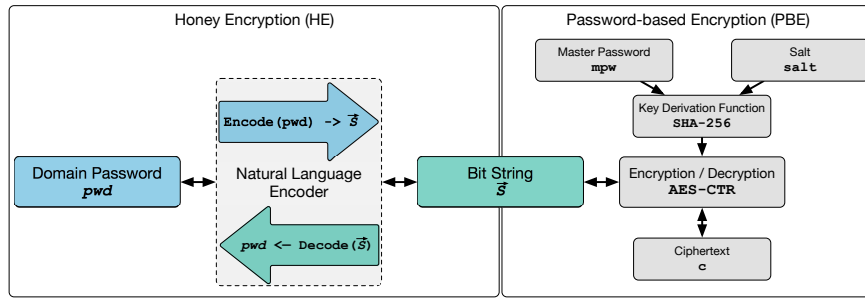 Honey Encryption (HE)
Password-based Encryption (PBE)
Master Password
mpw
Salt
salt
Encode(pwd) -> S⃗
Key Derivation Function
SHA-256
Domain Password
pwd
Natural Language
Encoder
Bit String
S⃗
Encryption / Decryption
AES-CTR
pwd <- Decode(S⃗)
Ciphertext
c